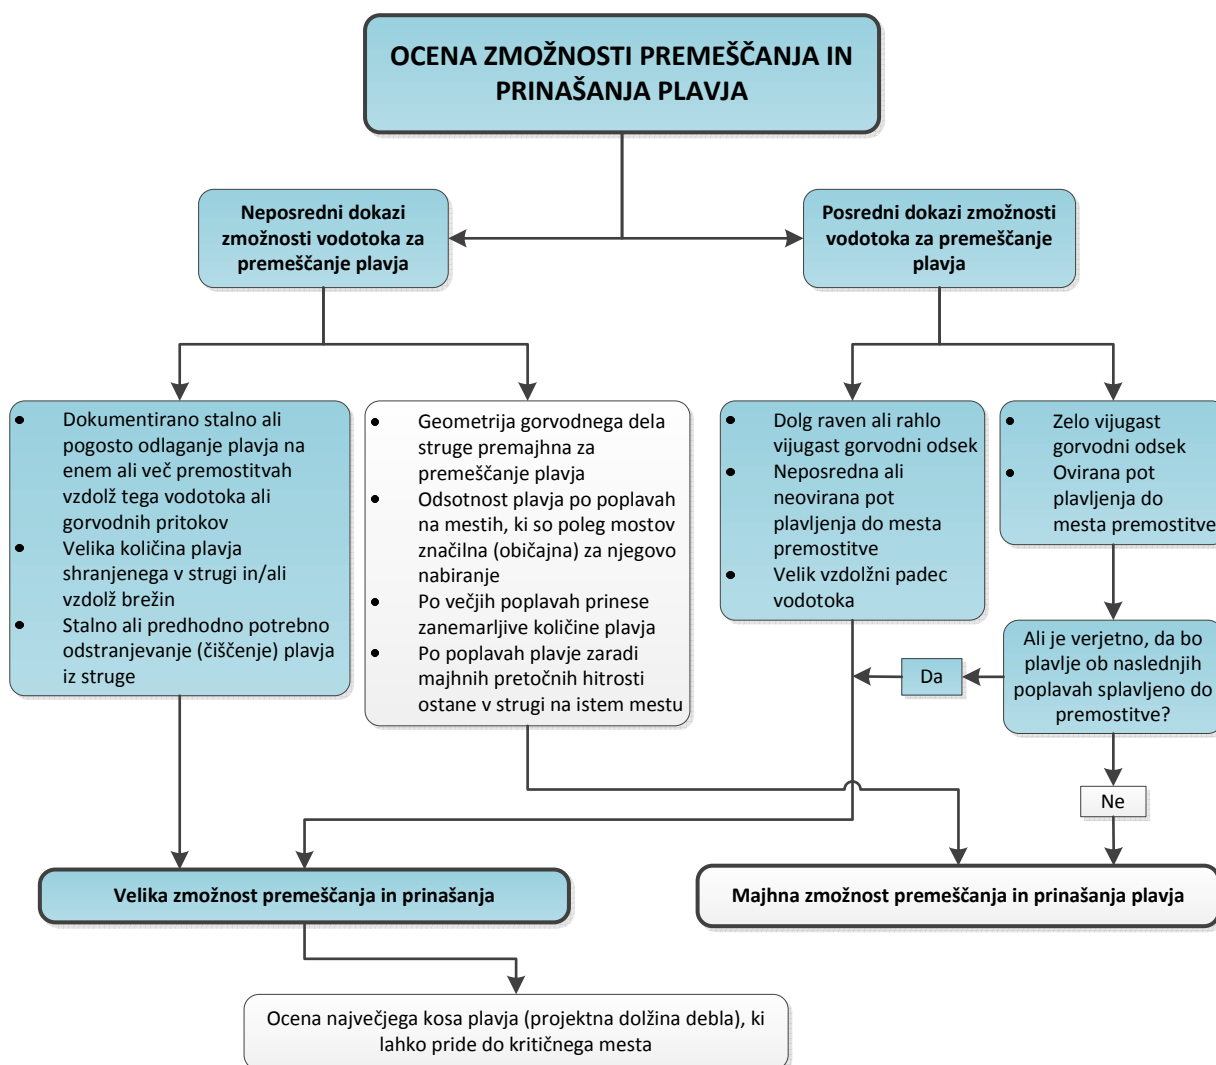 OCENA ZMOŽNOSTI PREMEŠČANJA IN
PRINAŠANJA PLAVJA
Neposredni dokazi
zmožnosti vodotoka za
premeščanje plavja
Posredni dokazi zmožnosti
vodotoka za premeščanje
plavja
• Dokumentirano stalno ali
pogosto odlaganje plavja na
enem ali več premostitvah
vzdolž tega vodotoka ali
gorvodnih pritokov
• Velika količina plavja
shranjenega v strugi in/ali
vzdolž brežin
• Stalno ali predhodno potrebno
odstranjevanje (čiščenje) plavja
iz struge
• Geometrija gorvodnega dela
struge premajhna za
premeščanje plavja
• Odsotnost plavja po poplavah
na mestih, ki so poleg mostov
značilna (običajna) za njegovo
nabiranje
• Po večjih poplavah prinese
zanemarljive količine plavja
• Po poplavah plavje zaradi
majhnih pretočnih hitrosti
ostane v strugi na istem mestu
• Dolg raven ali rahlo
vijugast gorvodni odsek
• Neposredna ali
neovirana pot
plavljenja do mesta
premostitve
• Velik vzdolžni padec
vodotoka
• Zelo vijugast
gorvodni odsek
• Ovirana pot
plavljenja do
mesta premostitve
Ali je verjetno, da bo
plavlje ob naslednjih
poplavah splavljeno do
premostitve?
Da
Ne
Velika zmožnost premeščanja in prinašanja
Majhna zmožnost premeščanja in prinašanja plavja
Ocena največjega kosa plavja (projektna dolžina debla), ki
lahko pride do kritičnega mesta